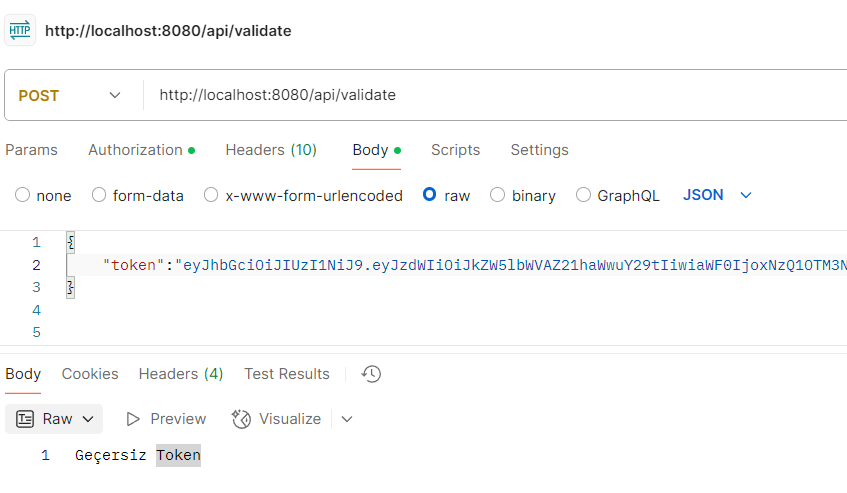 HTTP http://localhost:8080/api/validate
POST http://localhost:8080/api/validate
Params Authorization Headers (10) Body Scripts Settings
none form-data x-www-form-urlencoded raw binary GraphQL JSON
1 {
2 "token":"eyJhbGciOiJIUzI1NiJ9.eyJzdWIiOiJkZW5lbWVAZ21haWwuY29tIiwiaWF0IjoxNzQ1OTM3N
3 }
4
5
Body Cookies Headers (4) Test Results
Raw Preview Visualize
1 Geçersiz Token